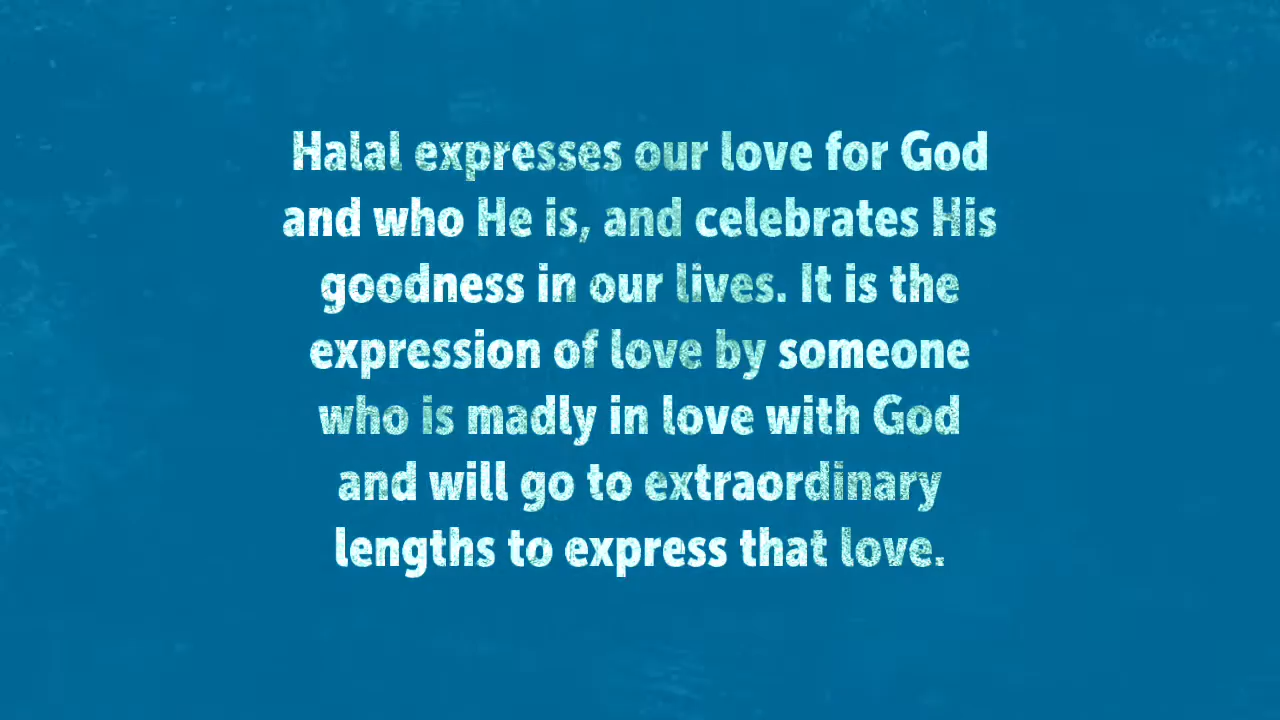 Halal expresses our love for God
and who He is, and celebrates His
goodness in our lives. It is the
expression of love by someone
who is madly in love with God
and will go to extraordinary
lengths to express that love.